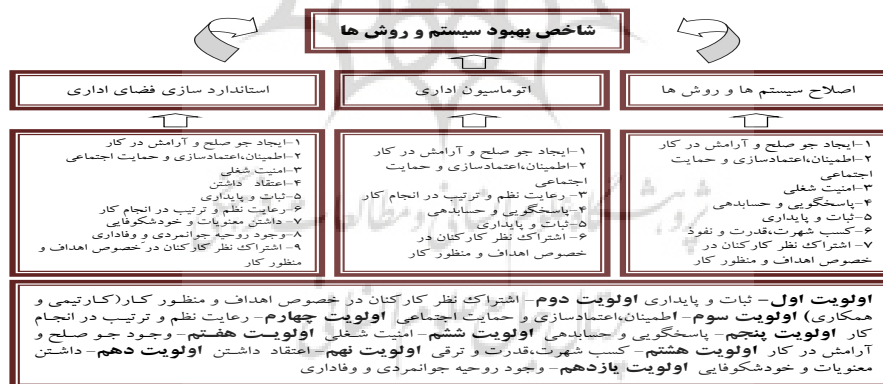 شاخص بهبود سیستم و روش ها
اصلاح سیستم ها و روش ها
اتوماسیون اداری
استاندارد سازی فضای اداری
۱-ایجاد جو صلح و آرامش در کار
۲-اطمینان،اعتمادسازی و حمایت
اجتماعی
۳-امنیت شغلی
۴-پاسخگویی و حسابدهی
۵-ثبات و پایداری
۶-کسب شهرت،قدرت و نفوذ
۷- اشتراک نظر کارکنان در
خصوص اهداف و منظور کار
۱-ایجاد جو صلح و آرامش در کار
۲-اطمینان،اعتمادسازی و حمایت
اجتماعی
۳-رعایت نظم و ترتیب در انجام کار
۴-پاسخگویی و حسابدهی
۵-ثبات و پایداری
۶- اشتراک نظر کارکنان در
خصوص اهداف و منظور کار
۱-ایجاد جو صلح و آرامش در کار
۲-اطمینان،اعتمادسازی و حمایت اجتماعی
۳-امنیت شغلی
۴-اعتقاد داشتن
۵-ثبات و پایداری
۶-رعایت نظم و ترتیب در انجام کار
۷- داشتن معنویات و خودشکوفایی
۸-وجود روحیه جوانمردی و وفاداری
۹- اشتراک نظر کارکنان در خصوص اهداف و
منظور کار
اولویت اول- ثبات و پایداری اولویت دوم- اشتراک نظر کارکنان در خصوص اهداف و منظور کار(کارتیمی و
همکاری) اولویت سوم- اطمینان،اعتمادسازی و حمایت اجتماعی اولویت چهارم- رعایت نظم و ترتیب در انجام
کار اولویت پنجم- پاسخگویی و حسابدهی اولویت ششم- امنیت شغلی اولویت هفتم- وجود جو صلح و
آرامش در کار اولویت هشتم- کسب شهرت،قدرت و ترقی اولویت نهم- اعتقاد داشتن اولویت دهم- داشتن
معنویات و خودشکوفایی اولویت یازدهم- وجود روحیه جوانمردی و وفاداری